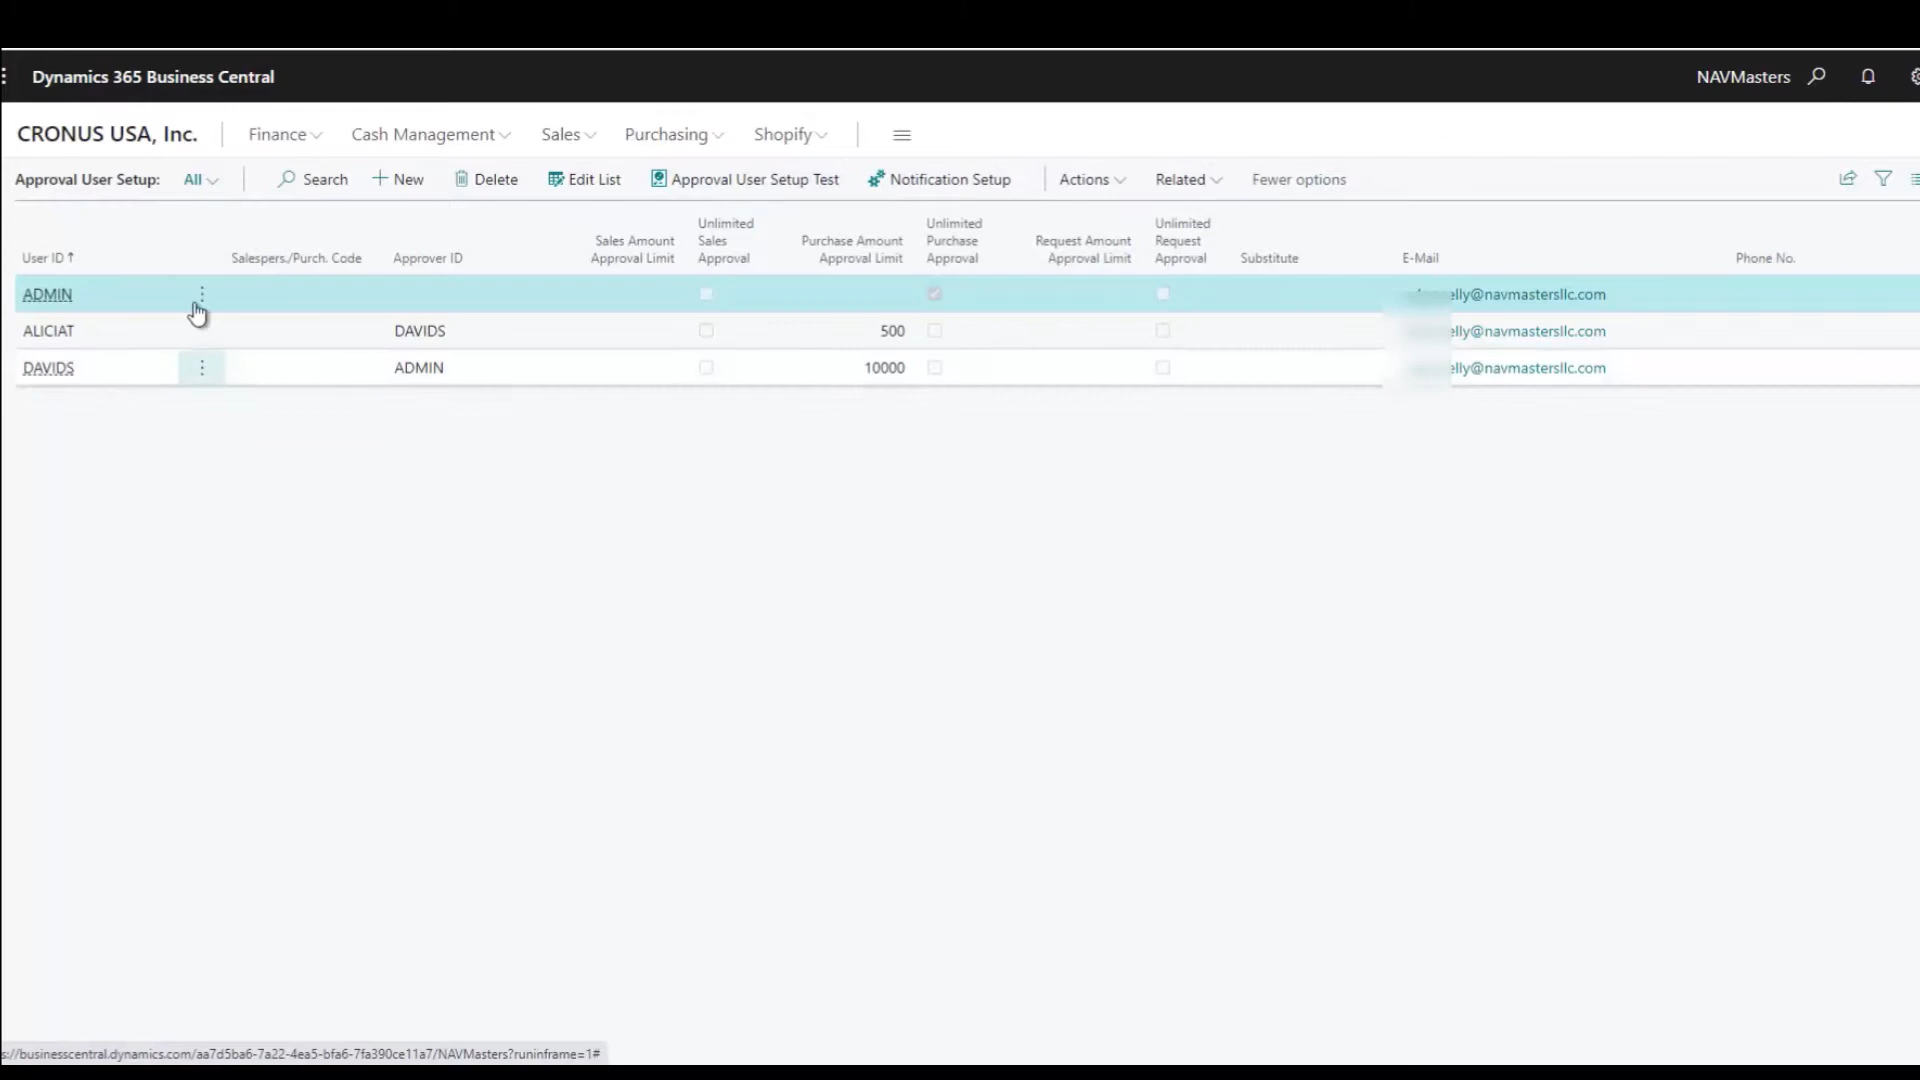 Dynamics 365 Business Central
NAVMasters
CRONUS USA, Inc.
Finance
Cash Management
Sales
Purchasing
Shopify
Approval User Setup:
All
Search
New
Delete
Edit List
Approval User Setup Test
Notification Setup
Actions
Related
Fewer options
User ID ↑
Salespers./Purch. Code
Approver ID
Sales Amount
Approval Limit
Unlimited
Sales
Approval
Purchase Amount
Approval Limit
Unlimited
Purchase
Approval
Request Amount
Approval Limit
Unlimited
Request
Approval
Substitute
E-Mail
Phone No.
ADMIN elly@navmastersllc.com
ALICIAT DAVIDS 500 elly@navmastersllc.com
DAVIDS ADMIN 10000 elly@navmastersllc.com
s://businesscentral.dynamics.com/aa7d5ba6-7a22-4ea5-bfa6-7fa390ce11a7/NAVMasters?runinframe=1#